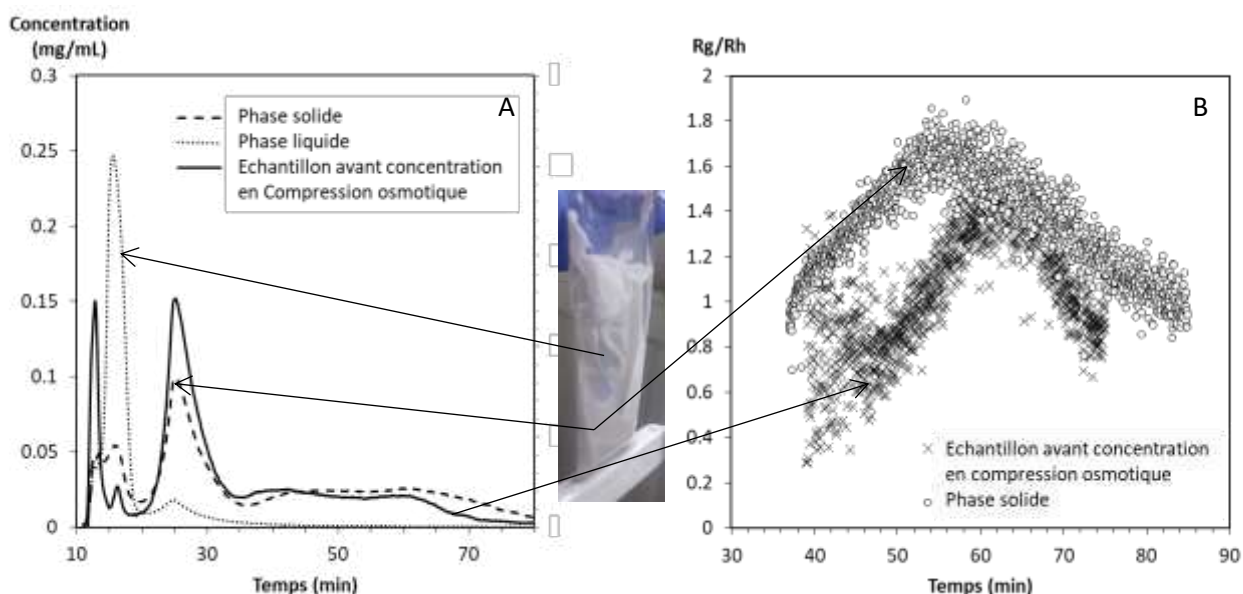 Concentration
(mg/mL)
0.3
0.25
0.2
0.15
0.1
0.05
0
10
30
50
70
Temps (min)
A
Phase solide
Phase liquide
Echantillon avant concentration
en Compression osmotique
Rg/Rh
2
1.8
1.6
1.4
1.2
1
0.8
0.6
0.4
0.2
0
30
40
50
60
70
80
90
Temps (min)
B
Echantillon avant concentration
en compression osmotique
Phase solide